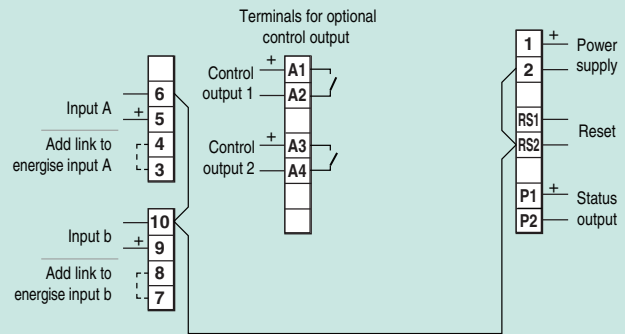 Terminals for optional
control output
6
Input A
+
5
Add link to
energise input A
4
3
10
Input b
+
9
8
Add link to
energise input b
7
Control
output 1
+
A1
A2
Control
output 2
+
A3
A4
1
+
Power
supply
2
RS1
Reset
RS2
P1
+
Status
output
P2